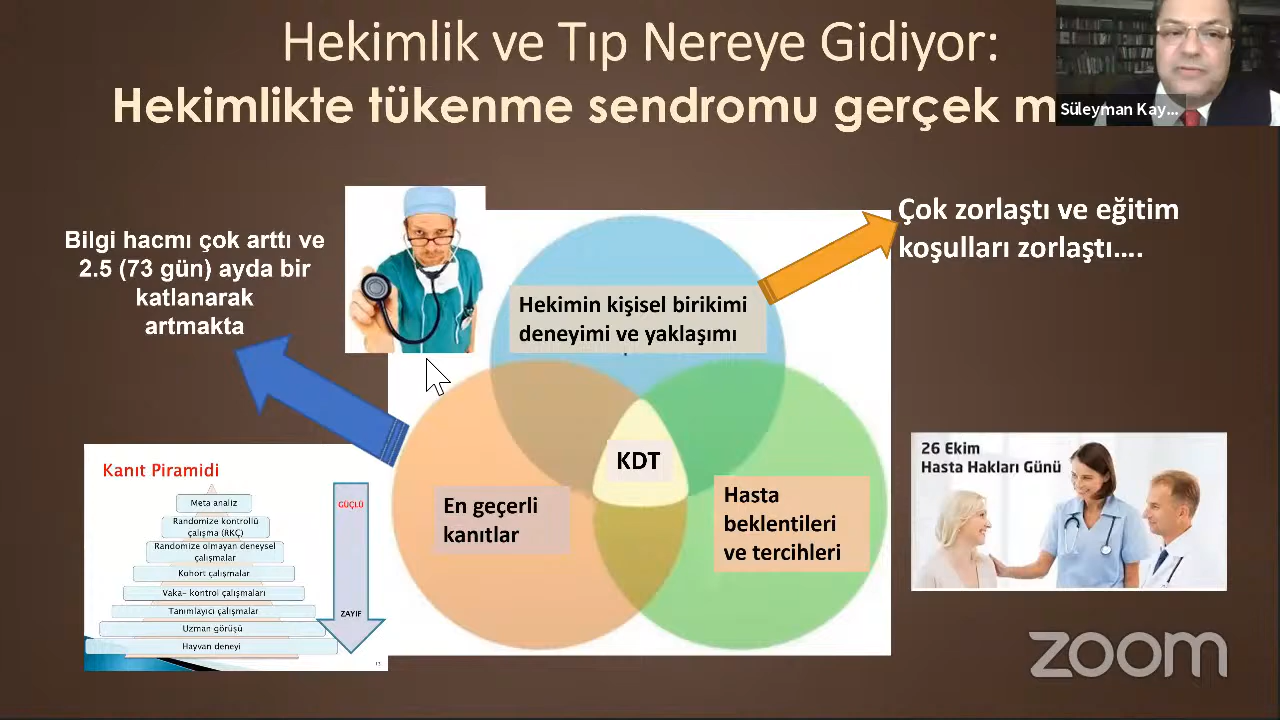 Hekimlik ve Tıp Nereye Gidiyor:
Hekimlikte tükenme sendromu gerçek m
Süleyman Kay...
Bilgi hacmı çok arttı ve
2.5 (73 gün) ayda bir
katlanarak
artmakta
Çok zorlaştı ve eğitim
koşulları zorlaştı....
Hekimin kişisel birikimi
deneyimi ve yaklaşımı
KDT
En geçerli
kanıtlar
Hasta
beklentileri
ve tercihleri
Kanıt Piramidi
Meta analiz
Randomize kontrollü
çalışma (RKÇ)
Randomize olmayan deneysel
çalışmalar
Kohort çalışmalar
Vaka- kontrol çalışmaları
Tanımlayıcı çalışmalar
Uzman görüşü
Hayvan deneyi
GÜÇLÜ
ZAYIF
13
26 Ekim
Hasta Hakları Günü
zoom